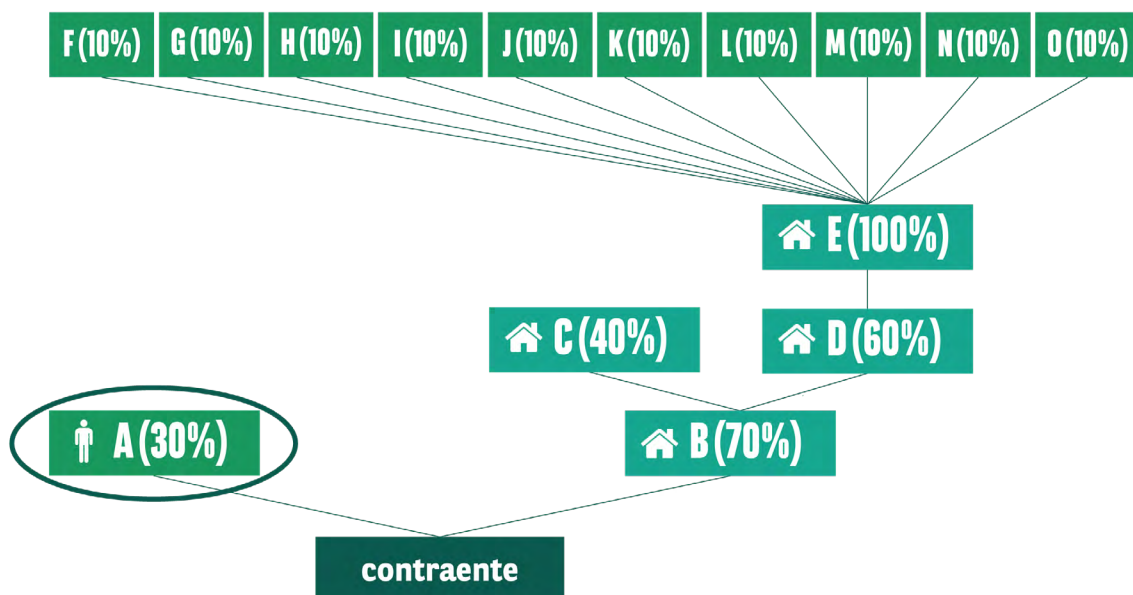 F (10%) G (10%) H (10%) I (10%) J (10%) K (10%) L (10%) M (10%) N (10%) O (10%)
E (100%)
C (40%) D (60%)
A (30%) B (70%)
contraente